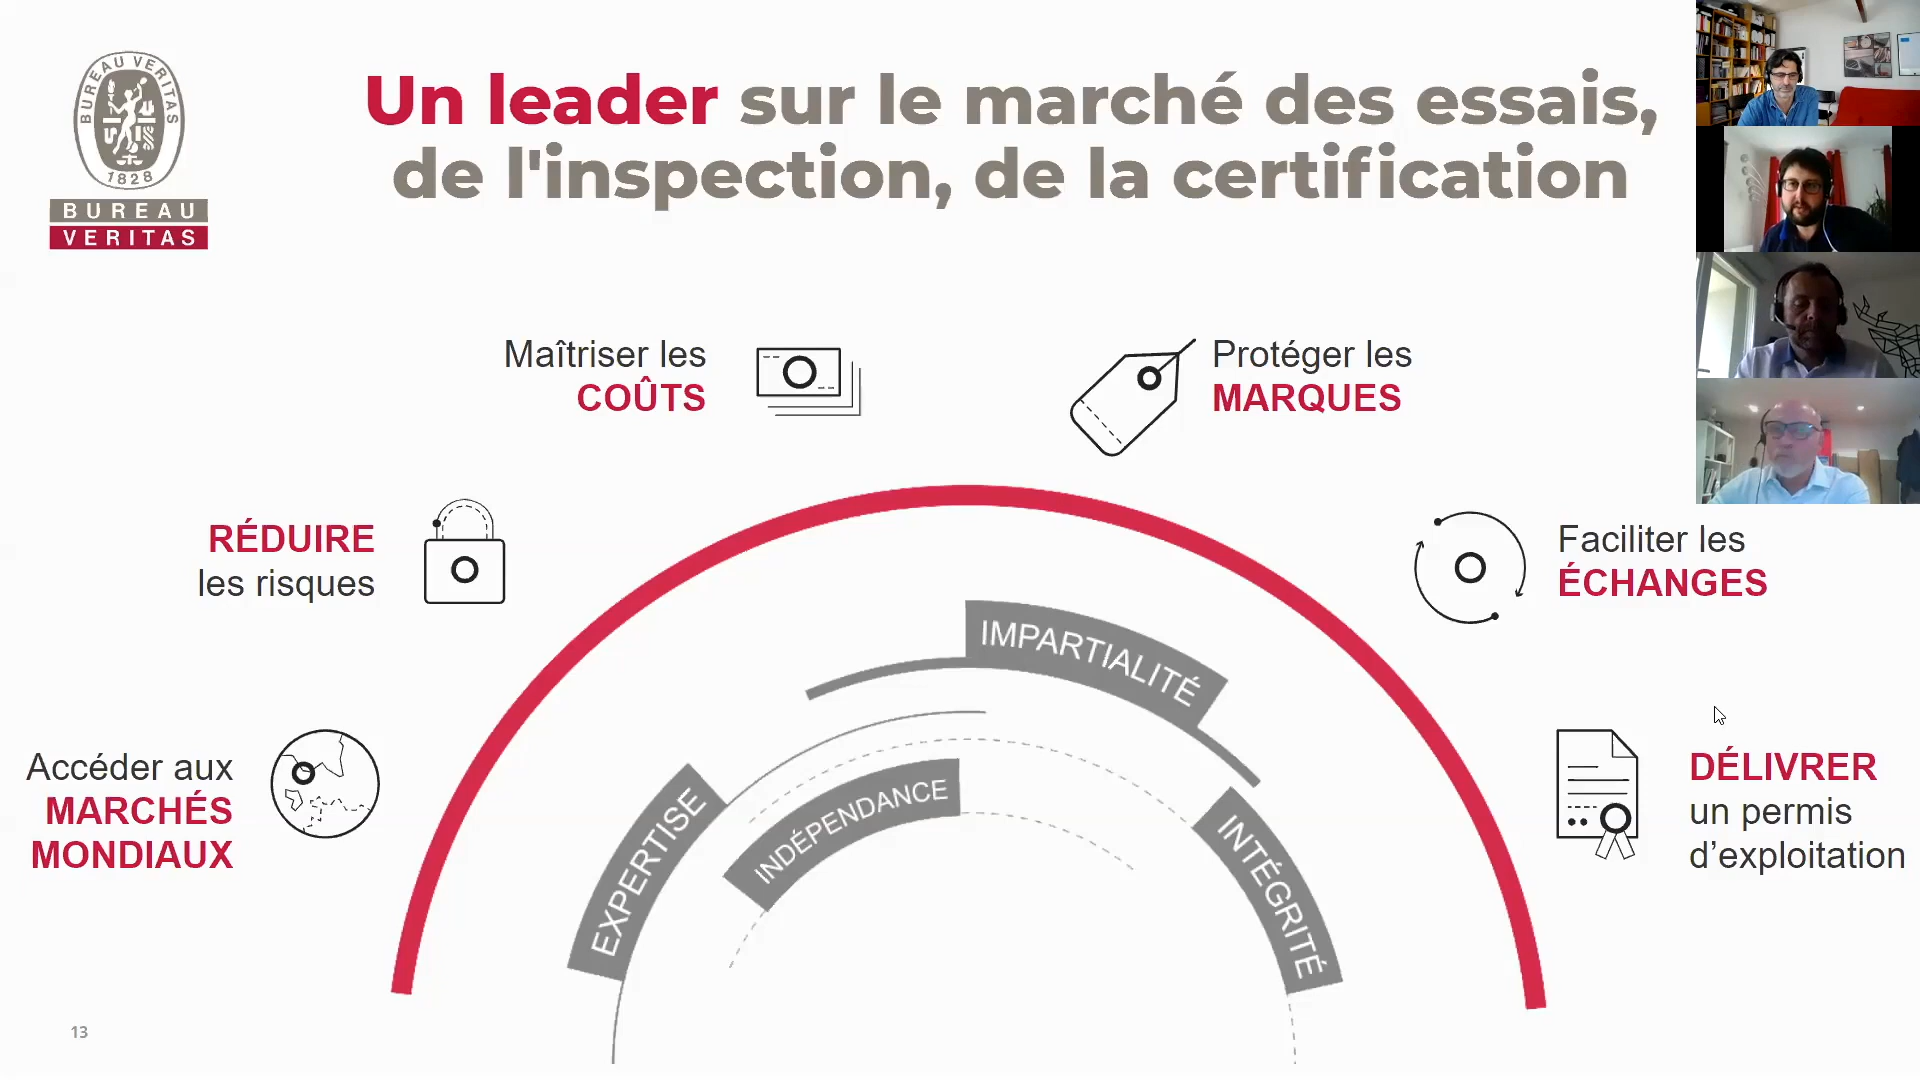 BUREAU VERITAS
1828
BUREAU
VERITAS
Un leader sur le marché des essais,
de l'inspection, de la certification
Maîtriser les
COÛTS
Protéger les
MARQUES
RÉDUIRE
les risques
Faciliter les
ÉCHANGES
Accéder aux
MARCHÉS
MONDIAUX
DÉLIVRER
un permis
d’exploitation
IMPARTIALITÉ
EXPERTISE
INDÉPENDANCE
INTÉGRITÉ
13